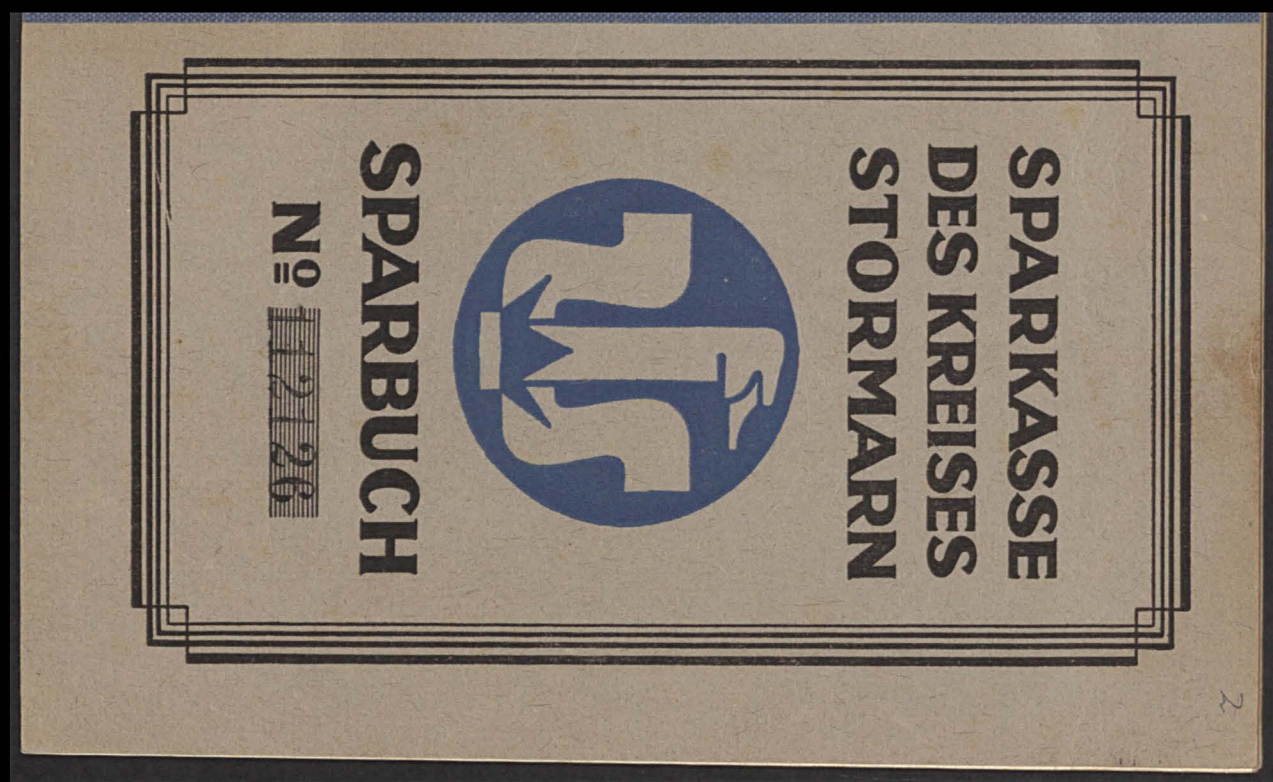 SPARKASSE
DES KREISES
STORMARN
SPARBUCH
Nº 12126
2